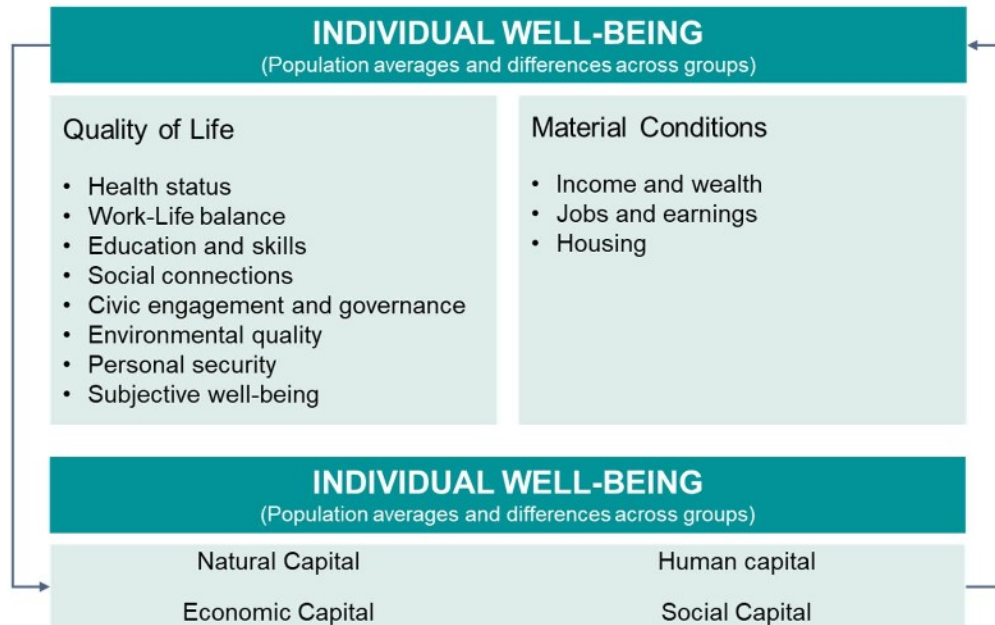 INDIVIDUAL WELL-BEING
(Population averages and differences across groups)
Quality of Life
• Health status
• Work-Life balance
• Education and skills
• Social connections
• Civic engagement and governance
• Environmental quality
• Personal security
• Subjective well-being
Material Conditions
• Income and wealth
• Jobs and earnings
• Housing
INDIVIDUAL WELL-BEING
(Population averages and differences across groups)
Natural Capital
Human capital
Economic Capital
Social Capital